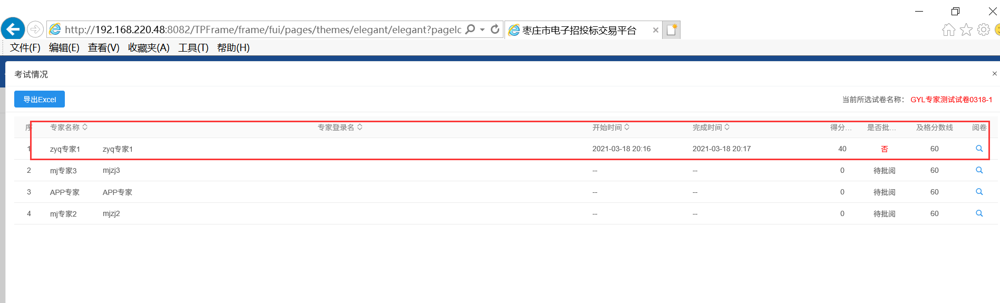 http://192.168.220.48:8082/TPFrame/frame/fui/pages/themes/elegant/elegant?pagelc
枣庄市电子招投标交易平台
文件(F) 编辑(E) 查看(V) 收藏夹(A) 工具(T) 帮助(H)
考试情况
导出Excel
当前所选试卷名称： GYL专家测试试卷0318-1
序 专家名称 专家登录名 开始时间 完成时间 得分... 是否批... 及格分数线 阅卷
1 zyq专家1 zyq专家1 2021-03-18 20:16 2021-03-18 20:17 40 否 60
2 mj专家3 mjzj3 -- -- 0 待批阅 60
3 APP专家 APP专家 -- -- 0 待批阅 60
4 mj专家2 mjzj2 -- -- 0 待批阅 60